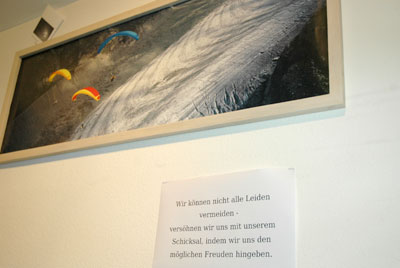 Wir können nicht alle Leiden
vermeiden -
versöhnen wir uns mit unserem
Schicksal, indem wir uns den
möglichen Freuden hingeben.